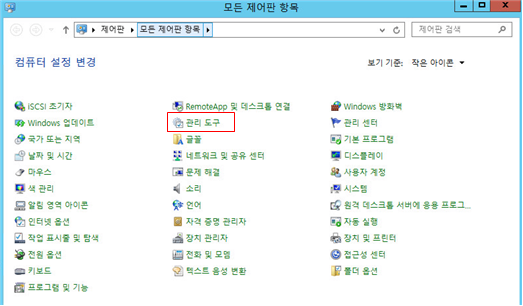 모든 제어판 항목
제어판 모든 제어판 항목
제어판 검색
컴퓨터 설정 변경
보기 기준: 작은 아이콘
iSCSI 초기자
RemoteApp 및 데스크톱 연결
Windows 방화벽
Windows 업데이트
관리 도구
관리 센터
국가 또는 지역
글꼴
기본 프로그램
날짜 및 시간
네트워크 및 공유 센터
디스플레이
마우스
문제 해결
사용자 계정
색 관리
소리
시스템
알림 영역 아이콘
언어
원격 데스크톱 서버에 응용 프로그...
인터넷 옵션
자격 증명 관리자
자동 실행
작업 표시줄 및 탐색
장치 관리자
장치 및 프린터
전원 옵션
전화 및 모뎀
접근성 센터
키보드
텍스트 음성 변환
폴더 옵션
프로그램 및 기능